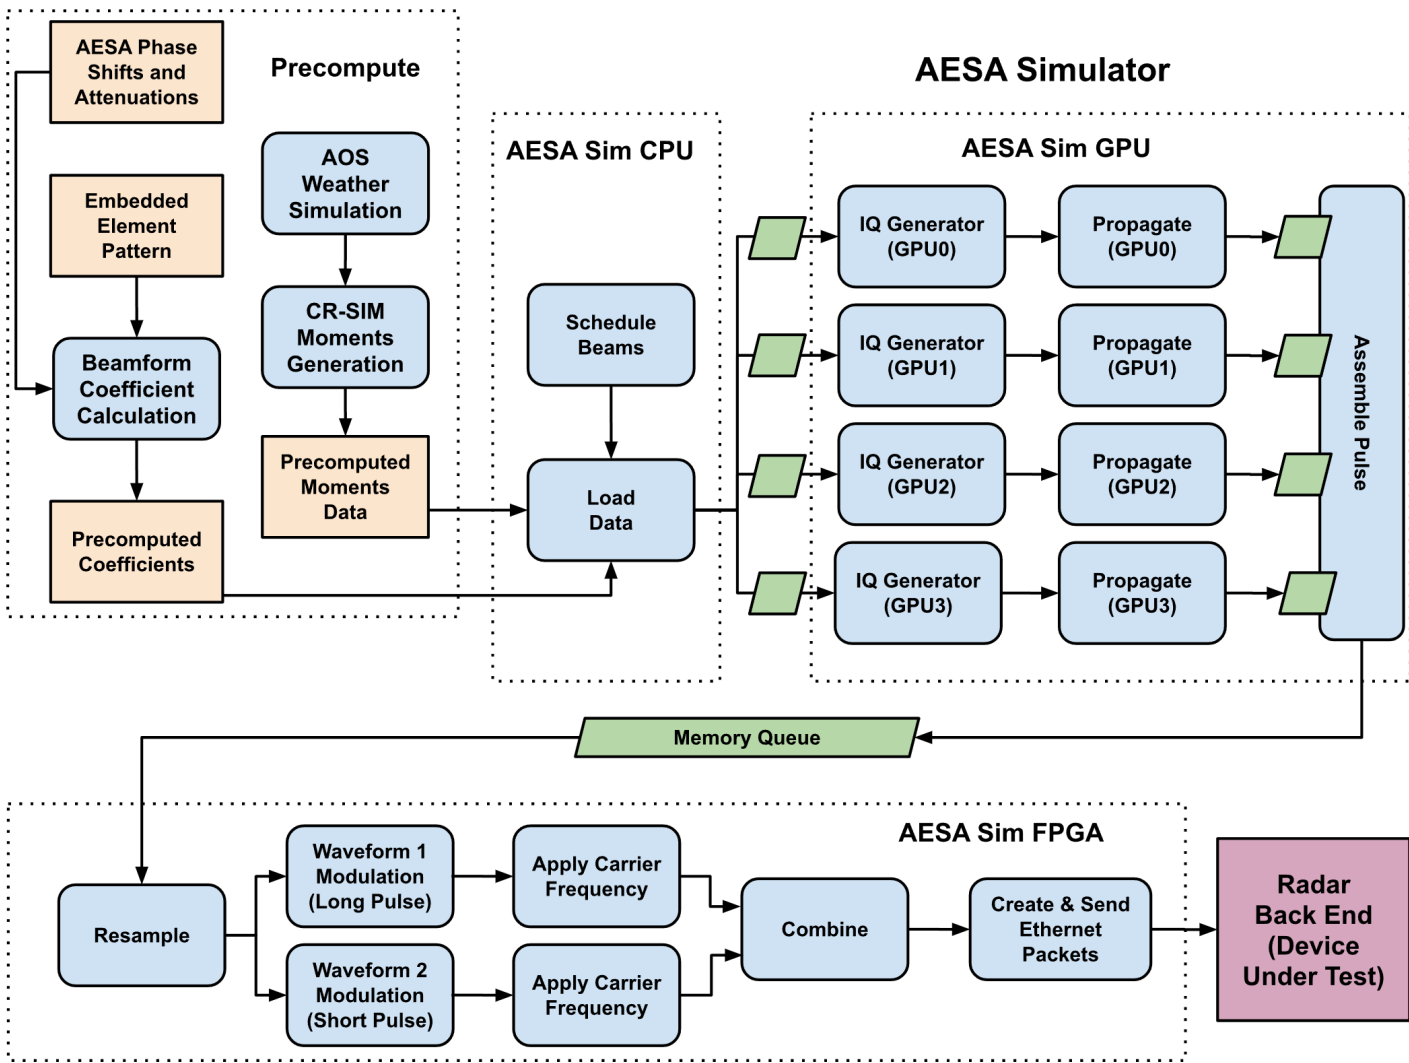 AESA Phase
Shifts and
Attenuations
Precompute
AESA Simulator
AOS
Weather
Simulation
AESA Sim CPU
AESA Sim GPU
Embedded
Element
Pattern
CR-SIM
Moments
Generation
Beamform
Coefficient
Calculation
Precomputed
Moments
Data
Precomputed
Coefficients
Schedule
Beams
Load
Data
IQ Generator
(GPU0)
Propagate
(GPU0)
IQ Generator
(GPU1)
Propagate
(GPU1)
IQ Generator
(GPU2)
Propagate
(GPU2)
IQ Generator
(GPU3)
Propagate
(GPU3)
Assemble Pulse
Memory Queue
AESA Sim FPGA
Resample
Waveform 1
Modulation
(Long Pulse)
Apply Carrier
Frequency
Waveform 2
Modulation
(Short Pulse)
Apply Carrier
Frequency
Combine
Create & Send
Ethernet
Packets
Radar
Back End
(Device
Under Test)